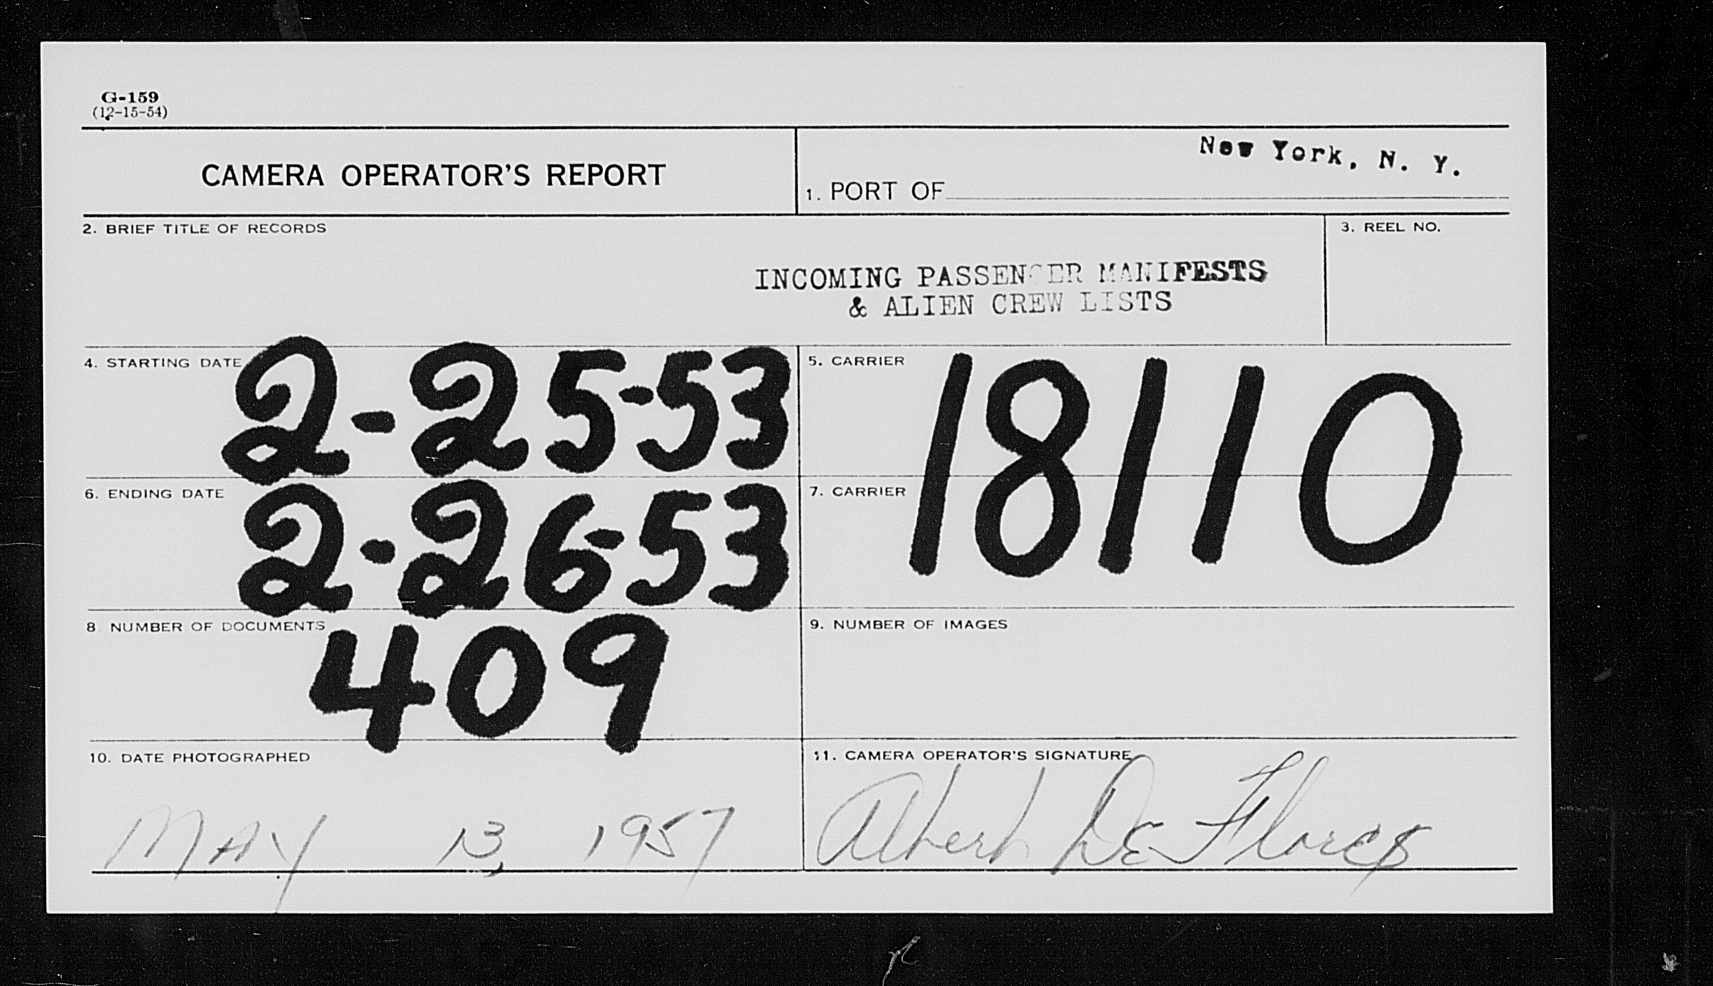 G-159
(12-15-54)
CAMERA OPERATOR'S REPORT
1. PORT OF New York, N. Y.
2. BRIEF TITLE OF RECORDS
INCOMING PASSENGER MANIFESTS
& ALIEN CREW LISTS
3. REEL NO.
4. STARTING DATE 2-25-53
5. CARRIER
18110
6. ENDING DATE 2-26-53
7. CARRIER
8. NUMBER OF DOCUMENTS 409
9. NUMBER OF IMAGES
10. DATE PHOTOGRAPHED
MAY 13, 1957
11. CAMERA OPERATOR'S SIGNATURE
Albert De Flores